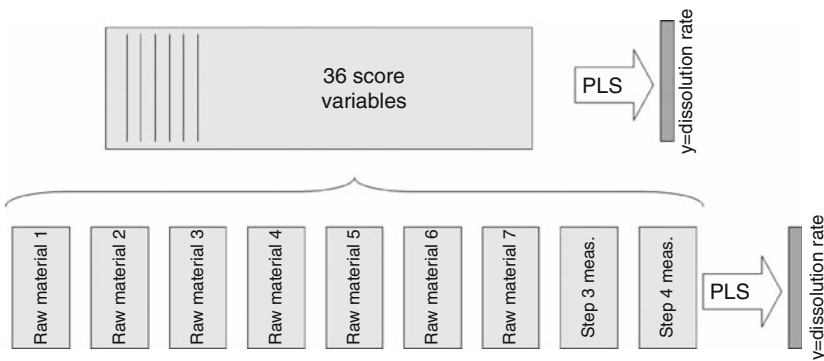 36 score
variables
PLS
y=dissolution rate
Raw material 1
Raw material 2
Raw material 3
Raw material 4
Raw material 5
Raw material 6
Raw material 7
Step 3 meas.
Step 4 meas.
PLS
y=dissolution rate